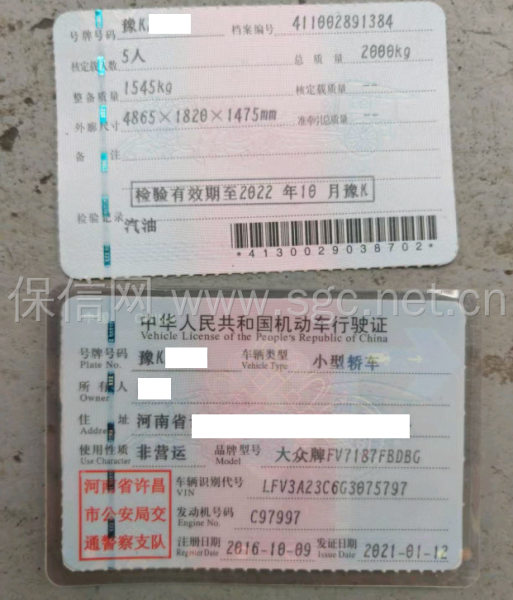 号牌号码 豫K 档案编号 411002891384
核定载人数 5人 总质量 2000kg
整备质量 1545kg 核定载质量 --
外廓尺寸 4865×1820×1475mm 准牵引总质量 --
备注
检验有效期至2022年10月豫K
检验记录
汽油
*4130029038702*
保信网 www.sgc.net.cn
中华人民共和国机动车行驶证
Vehicle License of the People's Republic of China
号牌号码 豫K 车辆类型 小型轿车
Plate No. Vehicle Type
所有人
Owner
住址 河南省
Address
使用性质 非营运 品牌型号 大众牌FV7187FBDBG
Use Character Model
河南省许昌
市公安局交
通警察支队
车辆识别代号 LFV3A23C6G3075797
VIN
发动机号码 C97997
Engine No.
注册日期 2016-10-09 发证日期 2021-01-12
Register Date Issue Date